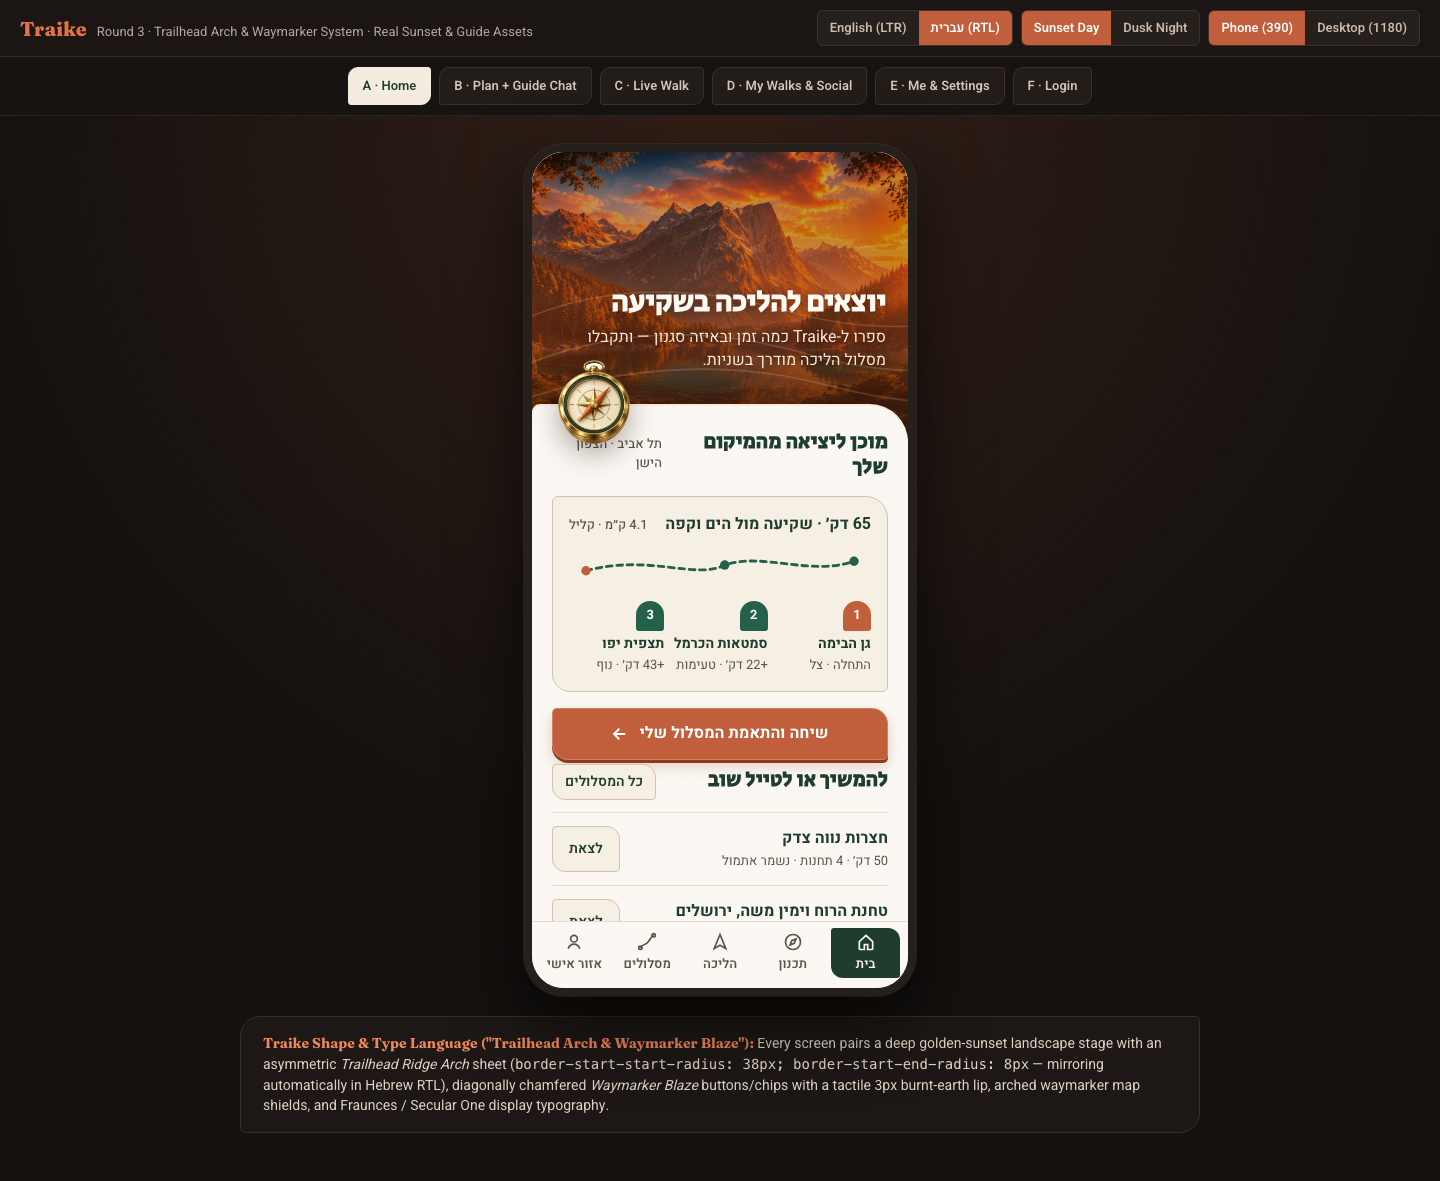 Traike Round 3 · Trailhead Arch & Waymarker System · Real Sunset & Guide Assets
English (LTR) עברית (RTL) Sunset Day Dusk Night Phone (390) Desktop (1180)
A · Home B · Plan + Guide Chat C · Live Walk D · My Walks & Social E · Me & Settings F · Login
יוצאים להליכה בשקיעה
ספרו ל-Traike כמה זמן ובאיזה סגנון — ותקבלו
מסלול הליכה מודרך בשניות.
מוכן ליציאה מהמיקום
שלך
תל אביב · הצפון
הישן
65 דק׳ · שקיעה מול הים וקפה
4.1 ק״מ · קליל
1 2 3
גן הבימה סמטאות הכרמל תצפית יפו
התחלה · צל +22 דק׳ · טעימות +43 דק׳ · נוף
שיחה והתאמת המסלול שלי ←
להמשיך או לטייל שוב כל המסלולים
חצרות נווה צדק
50 דק׳ · 4 תחנות · נשמר אתמול
לצאת
טחנת הרוח וימין משה, ירושלים
לצאת
בית תכנון הליכה מסלולים אזור אישי
Traike Shape & Type Language ("Trailhead Arch & Waymarker Blaze"): Every screen pairs a deep golden-sunset landscape stage with an
asymmetric Trailhead Ridge Arch sheet (border-start-start-radius: 38px; border-start-end-radius: 8px — mirroring
automatically in Hebrew RTL), diagonally chamfered Waymarker Blaze buttons/chips with a tactile 3px burnt-earth lip, arched waymarker map
shields, and Fraunces / Secular One display typography.